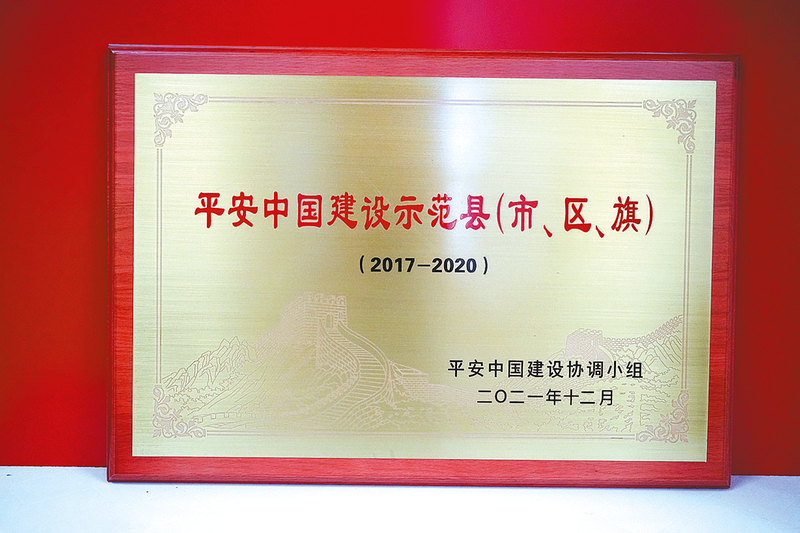 平安中国建设示范县(市、区、旗)
(2017-2020)
平安中国建设协调小组
二〇二一年十二月